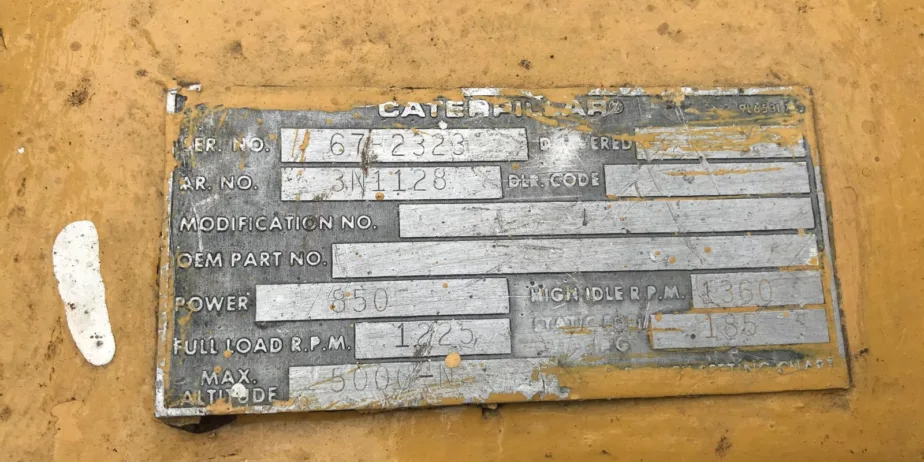 CATERPILLAR®
SER. NO. 67-2323 DELIVERED
AR. NO. 3N1128 DLR. CODE
MODIFICATION NO.
OEM PART NO.
POWER 850 HIGH IDLE R.P.M. 1360
FULL LOAD R.P.M. 1225 185
MAX. ALTITUDE 5000